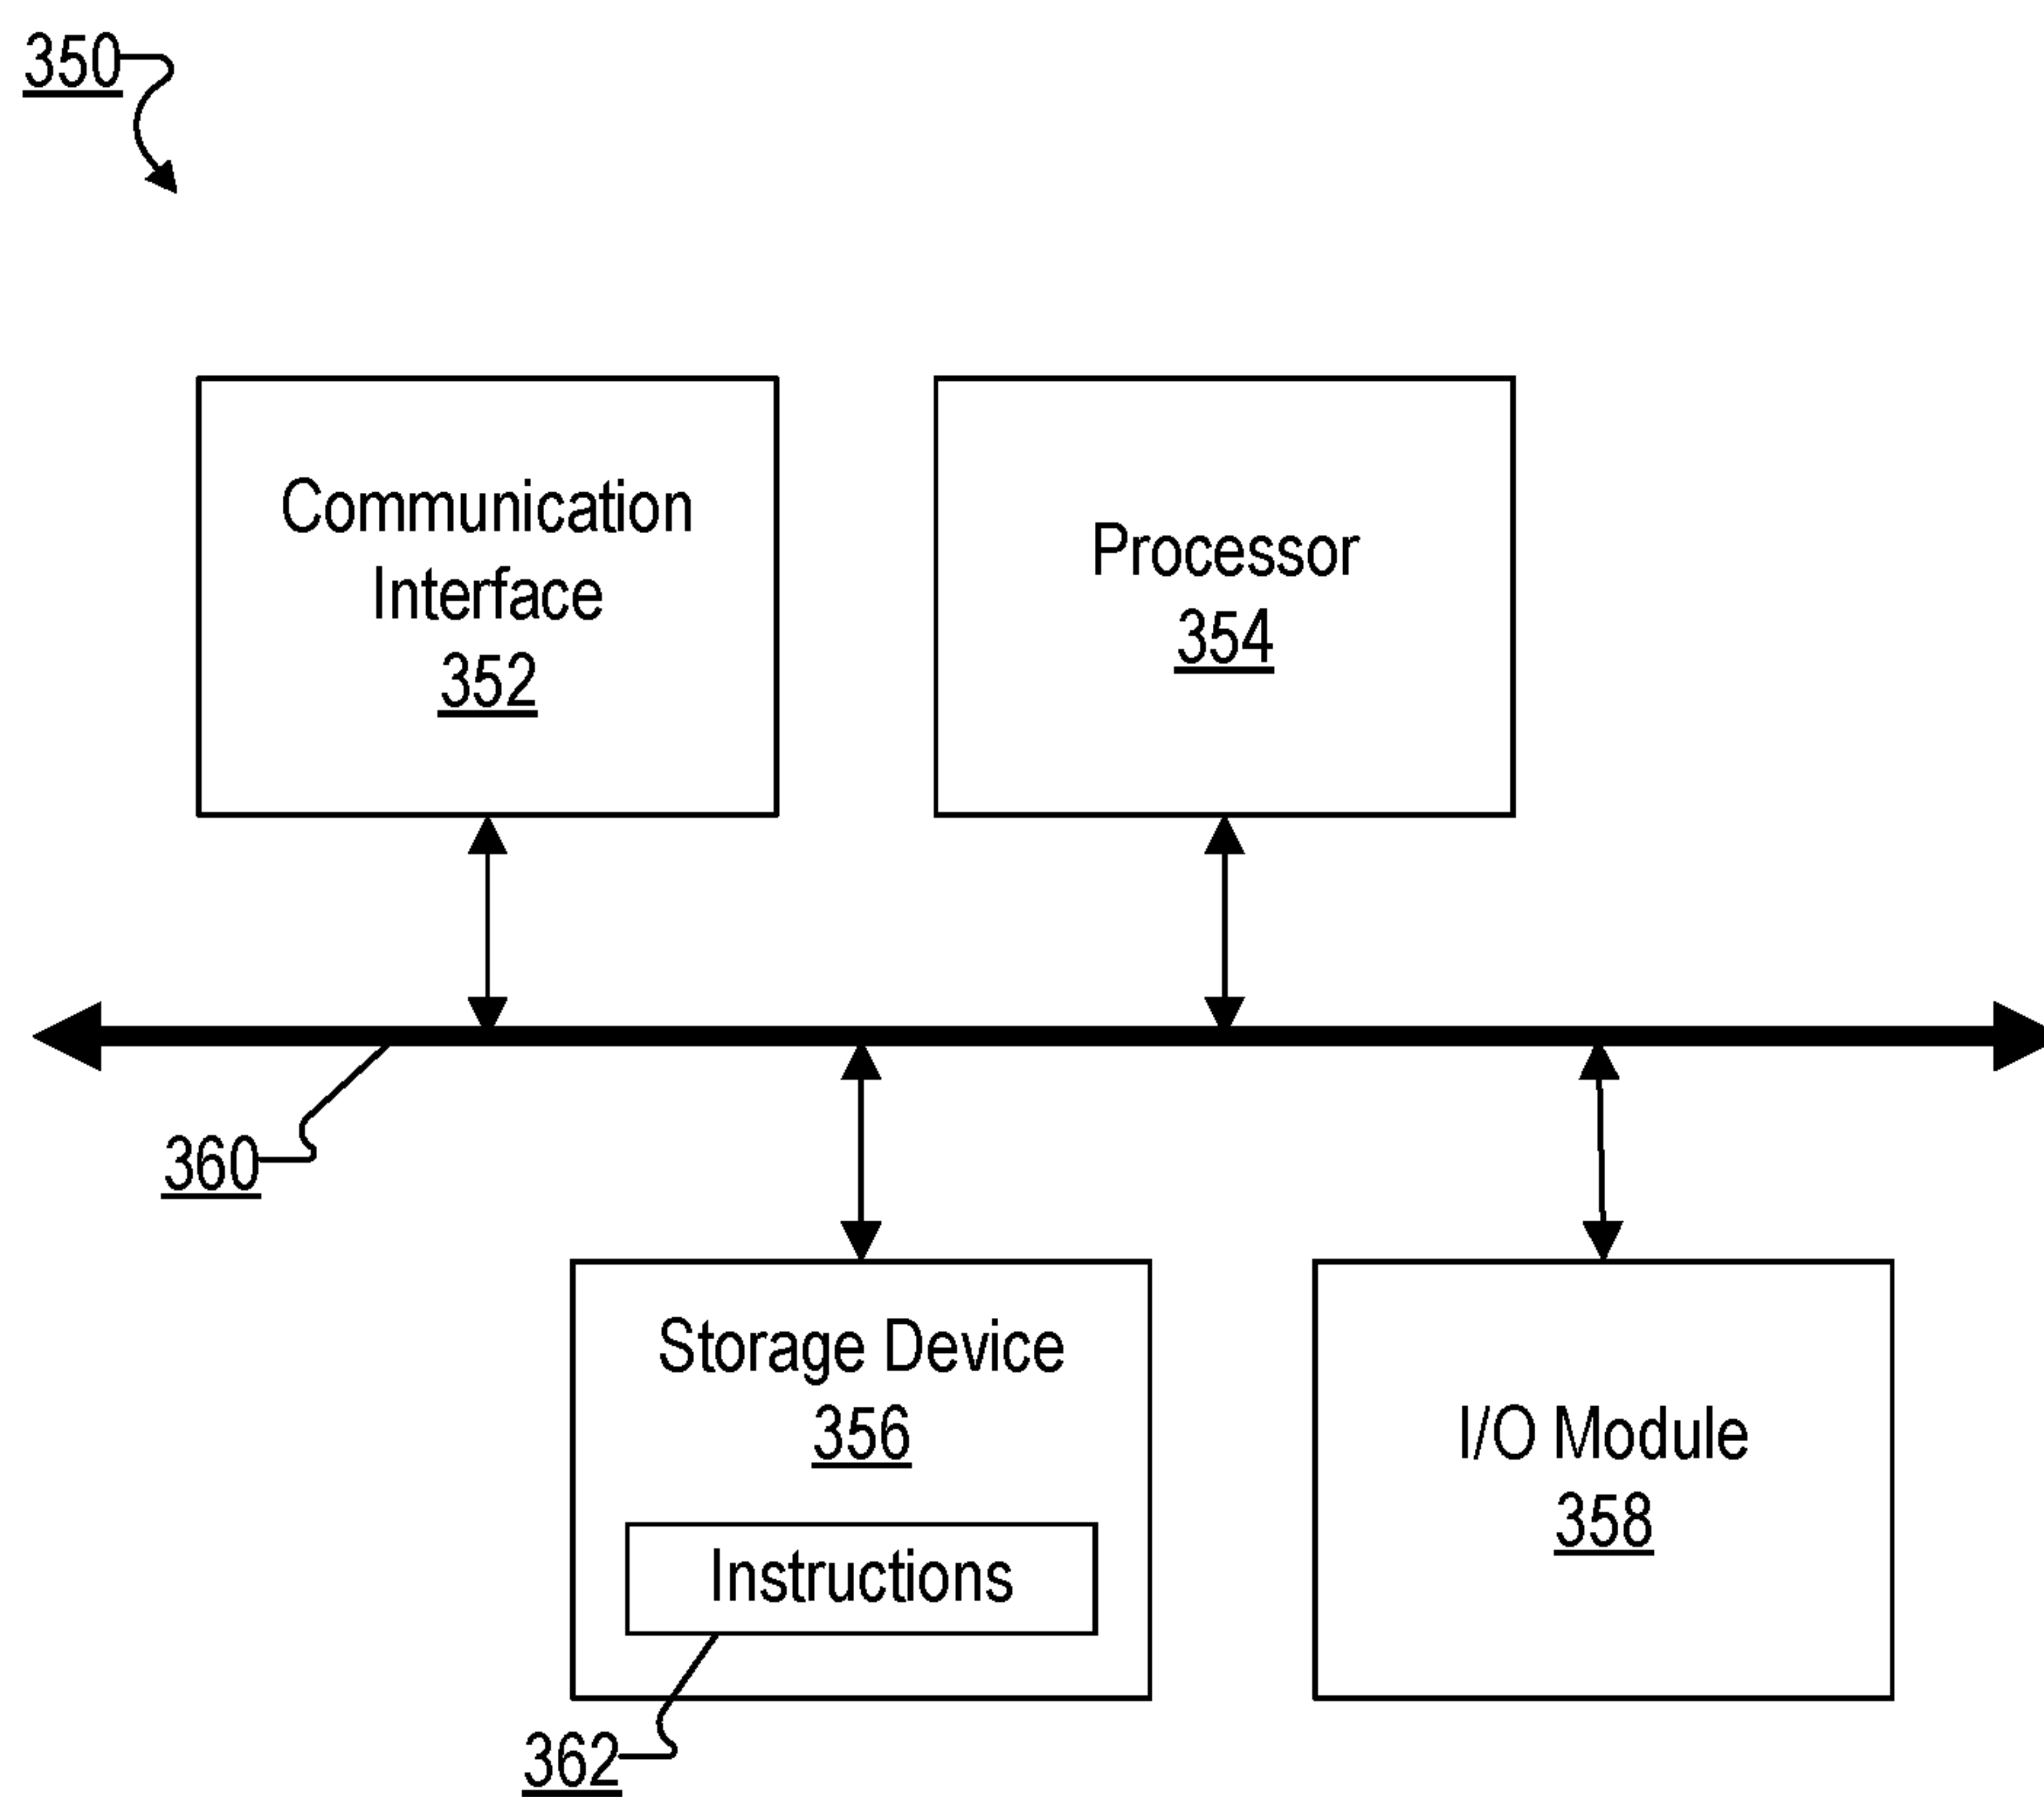 350
Communication
Interface
352
Processor
354
360
Storage Device
356
Instructions
362
I/O Module
358